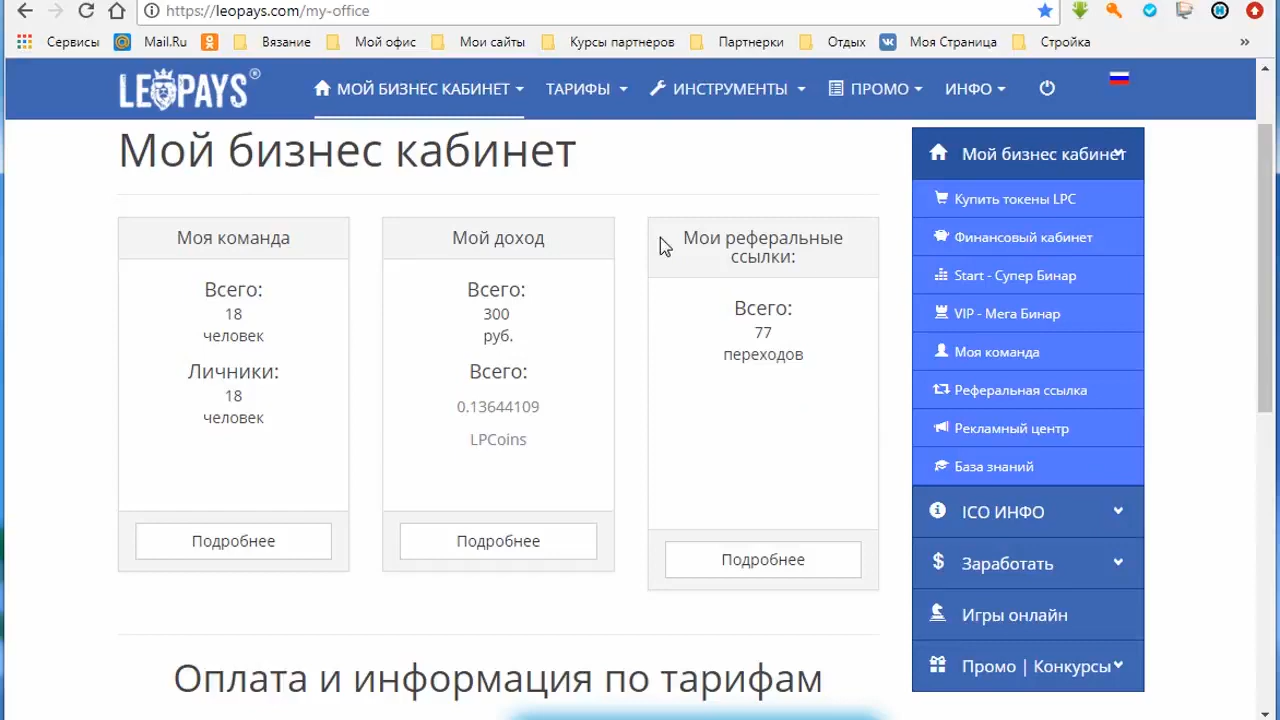 https://leopays.com/my-office
Сервисы Mail.Ru Вязание Мой офис Мои сайты Курсы партнеров Партнерки Отдых Моя Страница Стройка »
LEOPAYS® МОЙ БИЗНЕС КАБИНЕТ ТАРИФЫ ИНСТРУМЕНТЫ ПРОМО ИНФО
Мой бизнес кабинет
Моя команда
Всего:
18
человек
Личники:
18
человек
Подробнее
Мой доход
Всего:
300
руб.
Всего:
0.13644109
LPCoins
Подробнее
Мои реферальные
ссылки:
Всего:
77
переходов
Подробнее
Оплата и информация по тарифам
Мой бизнес кабинет
Купить токены LPC
Финансовый кабинет
Start - Супер Бинар
VIP - Мега Бинар
Моя команда
Реферальная ссылка
Рекламный центр
База знаний
ICO ИНФО
Заработать
Игры онлайн
Промо | Конкурсы